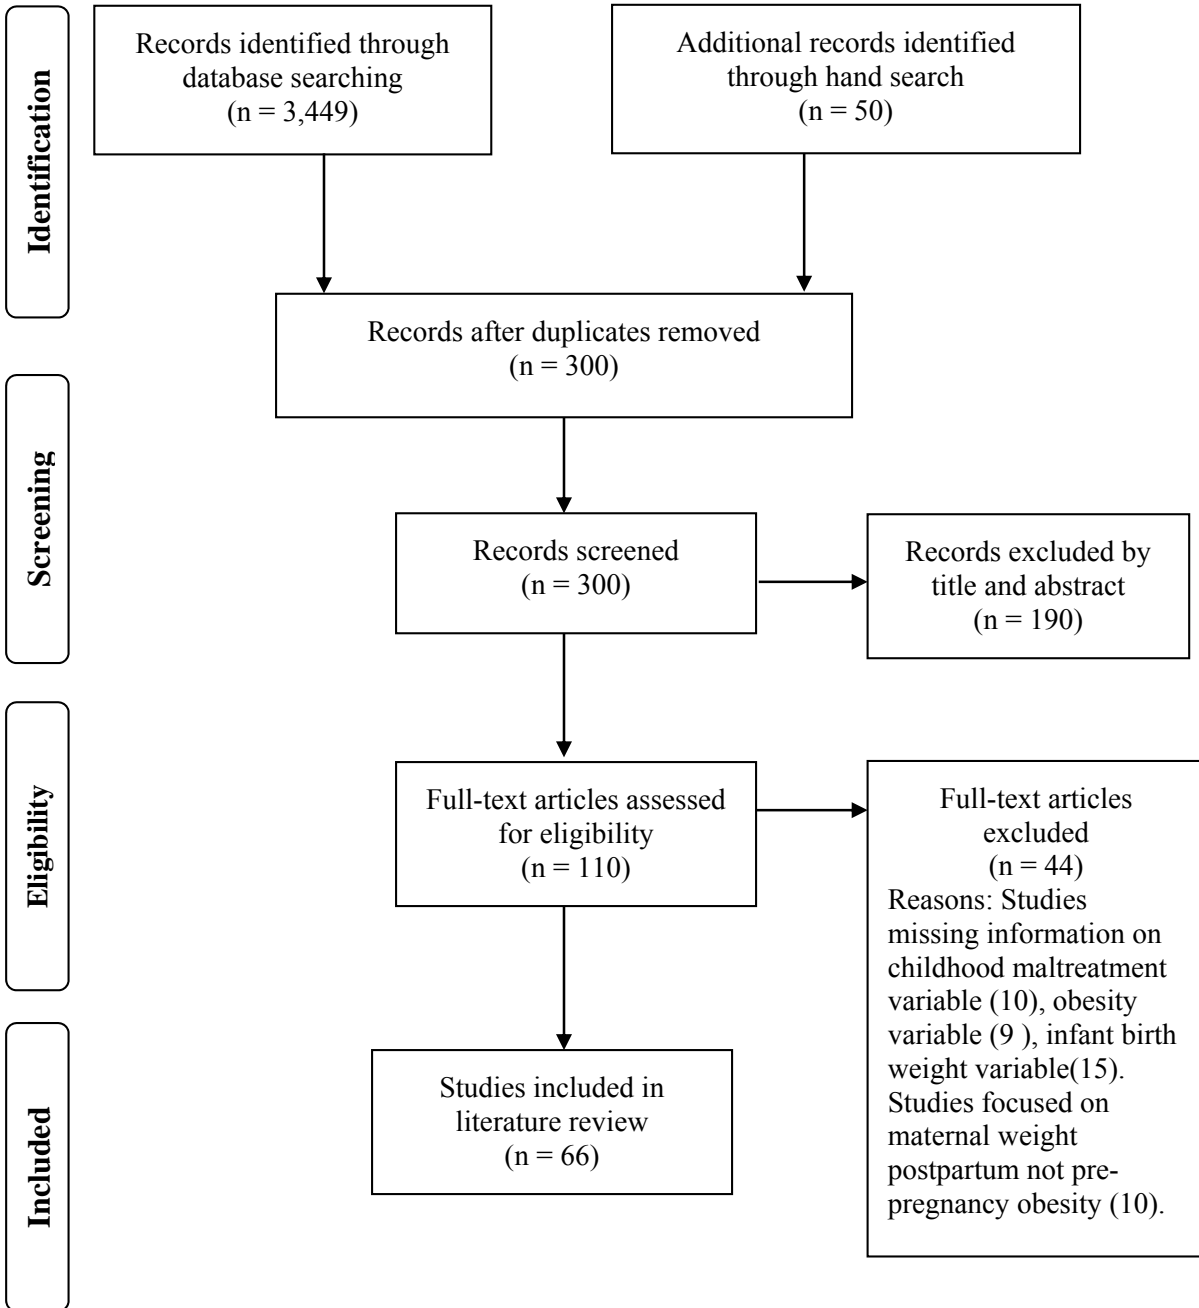 Identification
Records identified through
database searching
(n = 3,449)
Additional records identified
through hand search
(n = 50)
Records after duplicates removed
(n = 300)
Screening
Records screened
(n = 300)
Records excluded by
title and abstract
(n = 190)
Eligibility
Full-text articles assessed
for eligibility
(n = 110)
Full-text articles
excluded
(n = 44)
Reasons: Studies
missing information on
childhood maltreatment
variable (10), obesity
variable (9 ), infant birth
weight variable(15).
Studies focused on
maternal weight
postpartum not pre-
pregnancy obesity (10).
Included
Studies included in
literature review
(n = 66)